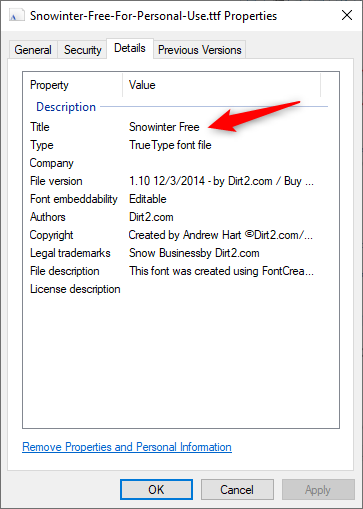 Snowinter-Free-For-Personal-Use.ttf Properties
General Security Details Previous Versions
Property Value
Description
Title Snowinter Free
Type TrueType font file
Company
File version 1.10 12/3/2014 - by Dirt2.com / Buy ...
Font embeddability Editable
Authors Dirt2.com
Copyright Created by Andrew Hart ©Dirt2.com/...
Legal trademarks Snow Businessby Dirt2.com
File description This font was created using FontCrea...
License description
Remove Properties and Personal Information
OK Cancel Apply